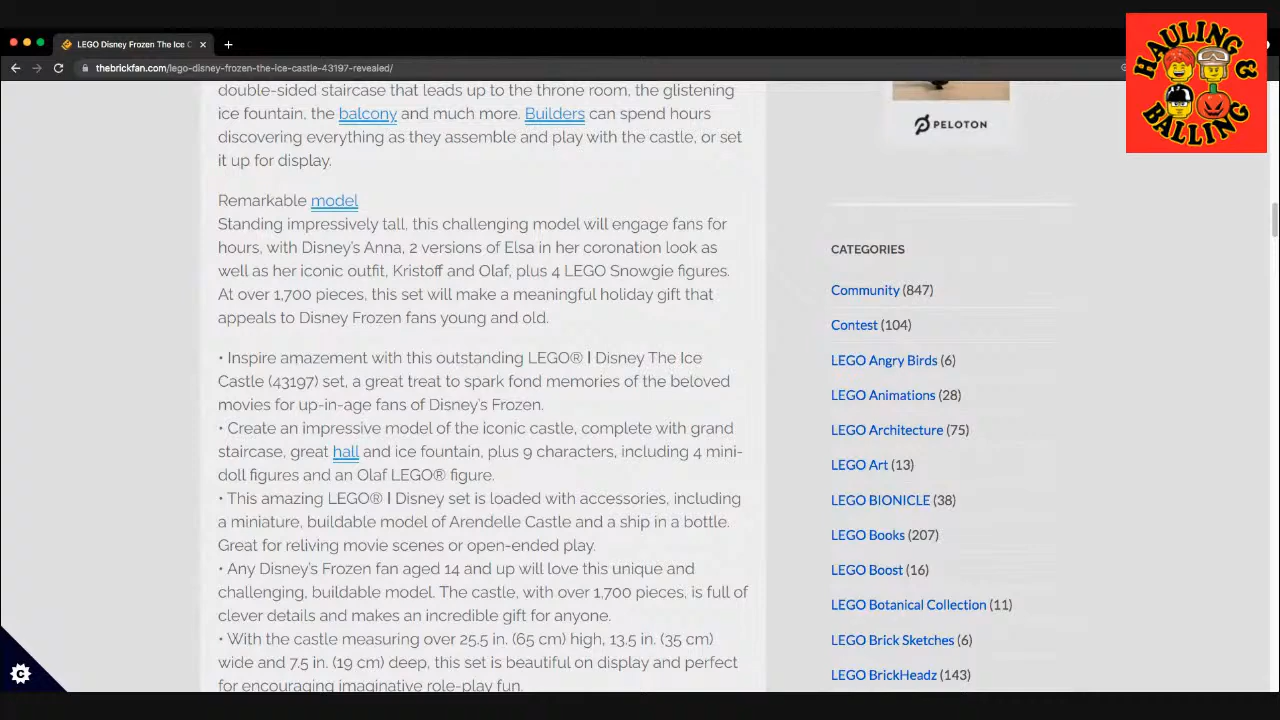 LEGO Disney Frozen The Ice C
thebrickfan.com/lego-disney-frozen-the-ice-castle-43197-revealed/
HAULING &
BALLING
double-sided staircase that leads up to the throne room, the glistening
ice fountain, the balcony and much more. Builders can spend hours
discovering everything as they assemble and play with the castle, or set
it up for display.
Remarkable model
Standing impressively tall, this challenging model will engage fans for
hours, with Disney's Anna, 2 versions of Elsa in her coronation look as
well as her iconic outfit, Kristoff and Olaf, plus 4 LEGO Snowgie figures.
At over 1,700 pieces, this set will make a meaningful holiday gift that
appeals to Disney Frozen fans young and old.
• Inspire amazement with this outstanding LEGO® ǀ Disney The Ice
Castle (43197) set, a great treat to spark fond memories of the beloved
movies for up-in-age fans of Disney's Frozen.
• Create an impressive model of the iconic castle, complete with grand
staircase, great hall and ice fountain, plus 9 characters, including 4 mini-
doll figures and an Olaf LEGO® figure.
• This amazing LEGO® ǀ Disney set is loaded with accessories, including
a miniature, buildable model of Arendelle Castle and a ship in a bottle.
Great for reliving movie scenes or open-ended play.
• Any Disney's Frozen fan aged 14 and up will love this unique and
challenging, buildable model. The castle, with over 1,700 pieces, is full of
clever details and makes an incredible gift for anyone.
• With the castle measuring over 25.5 in. (65 cm) high, 13.5 in. (35 cm)
wide and 7.5 in. (19 cm) deep, this set is beautiful on display and perfect
for encouraging imaginative role-play fun.
PELOTON
CATEGORIES
Community (847)
Contest (104)
LEGO Angry Birds (6)
LEGO Animations (28)
LEGO Architecture (75)
LEGO Art (13)
LEGO BIONICLE (38)
LEGO Books (207)
LEGO Boost (16)
LEGO Botanical Collection (11)
LEGO Brick Sketches (6)
LEGO BrickHeadz (143)
C